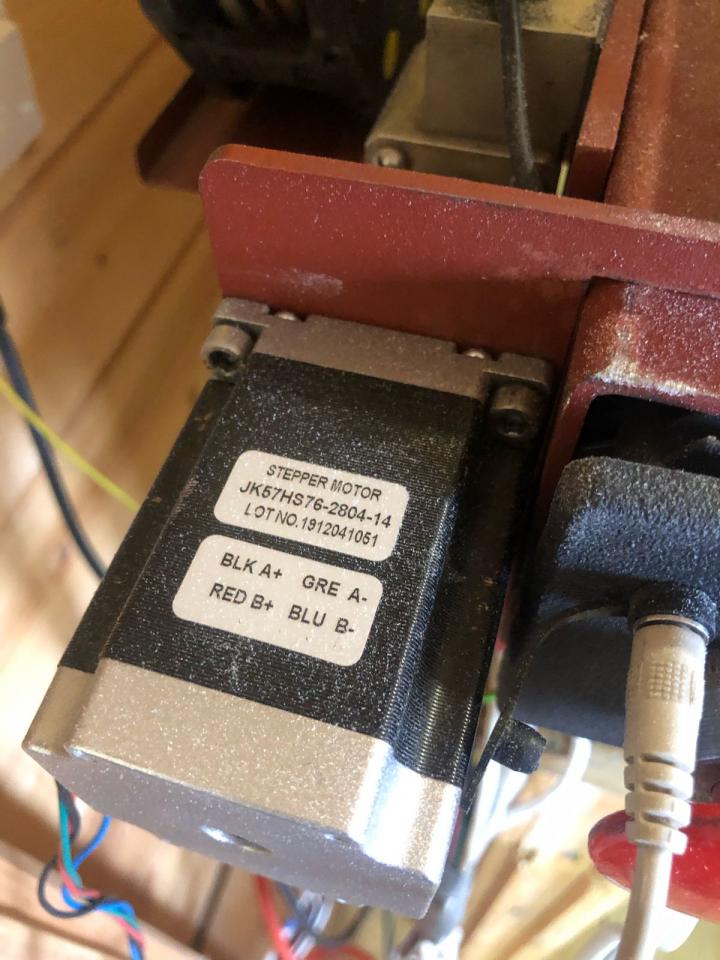 STEPPER MOTOR
JK57HS76-2804-14
LOT NO.1912041051
BLK A+ GRE A-
RED B+ BLU B-